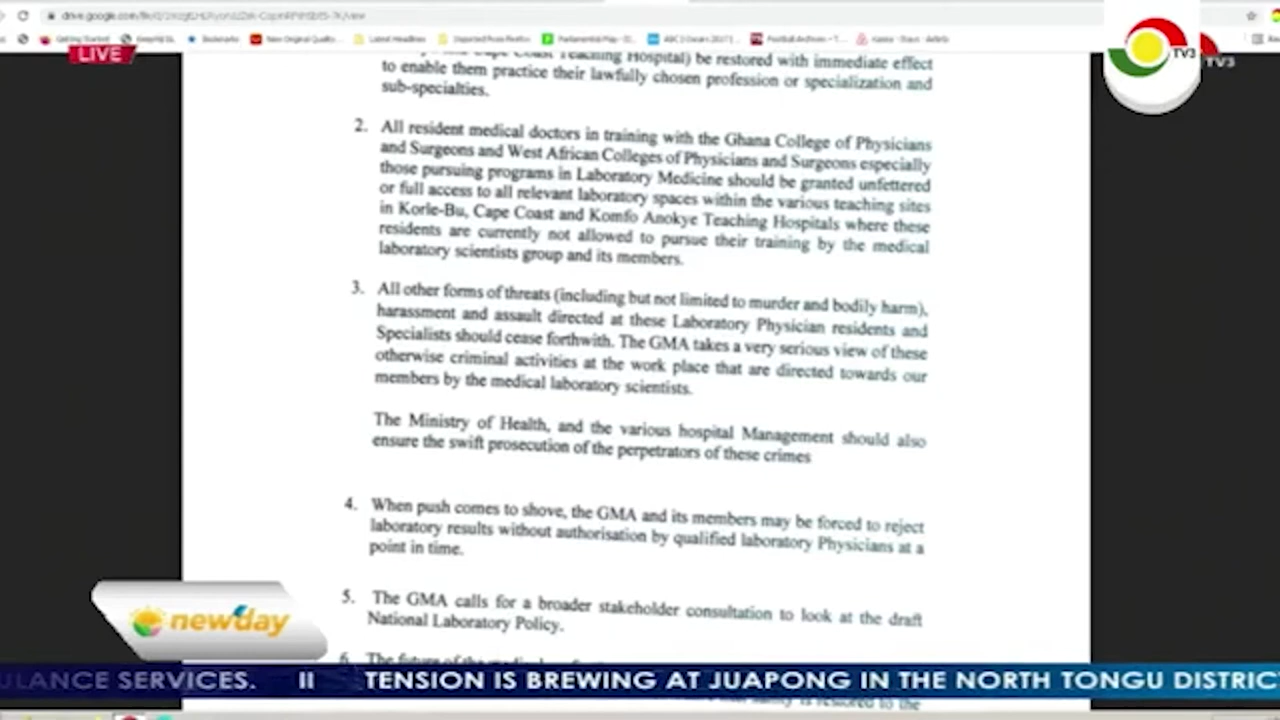 LIVE
TV3
TV3
Teaching Hospital) be restored with immediate effect
to enable them practice their lawfully chosen profession or specialization and
sub-specialties.
2. All resident medical doctors in training with the Ghana College of Physicians
and Surgeons and West African Colleges of Physicians and Surgeons especially
those pursuing programs in Laboratory Medicine should be granted unfettered
or full access to all relevant laboratory spaces within the various teaching sites
in Korle-Bu, Cape Coast and Komfo Anokye Teaching Hospitals where these
residents are currently not allowed to pursue their training by the medical
laboratory scientists group and its members.
3. All other forms of threats (including but not limited to murder and bodily harm),
harassment and assault directed at these Laboratory Physician residents and
Specialists should cease forthwith. The GMA takes a very serious view of these
otherwise criminal activities at the work place that are directed towards our
members by the medical laboratory scientists.
The Ministry of Health, and the various hospital Management should also
ensure the swift prosecution of the perpetrators of these crimes
4. When push comes to shove, the GMA and its members may be forced to reject
laboratory results without authorisation by qualified laboratory Physicians at a
point in time.
5. The GMA calls for a broader stakeholder consultation to look at the draft
National Laboratory Policy.
6. The future of the
newday
ULANCE SERVICES. II TENSION IS BREWING AT JUAPONG IN THE NORTH TONGU DISTRIC